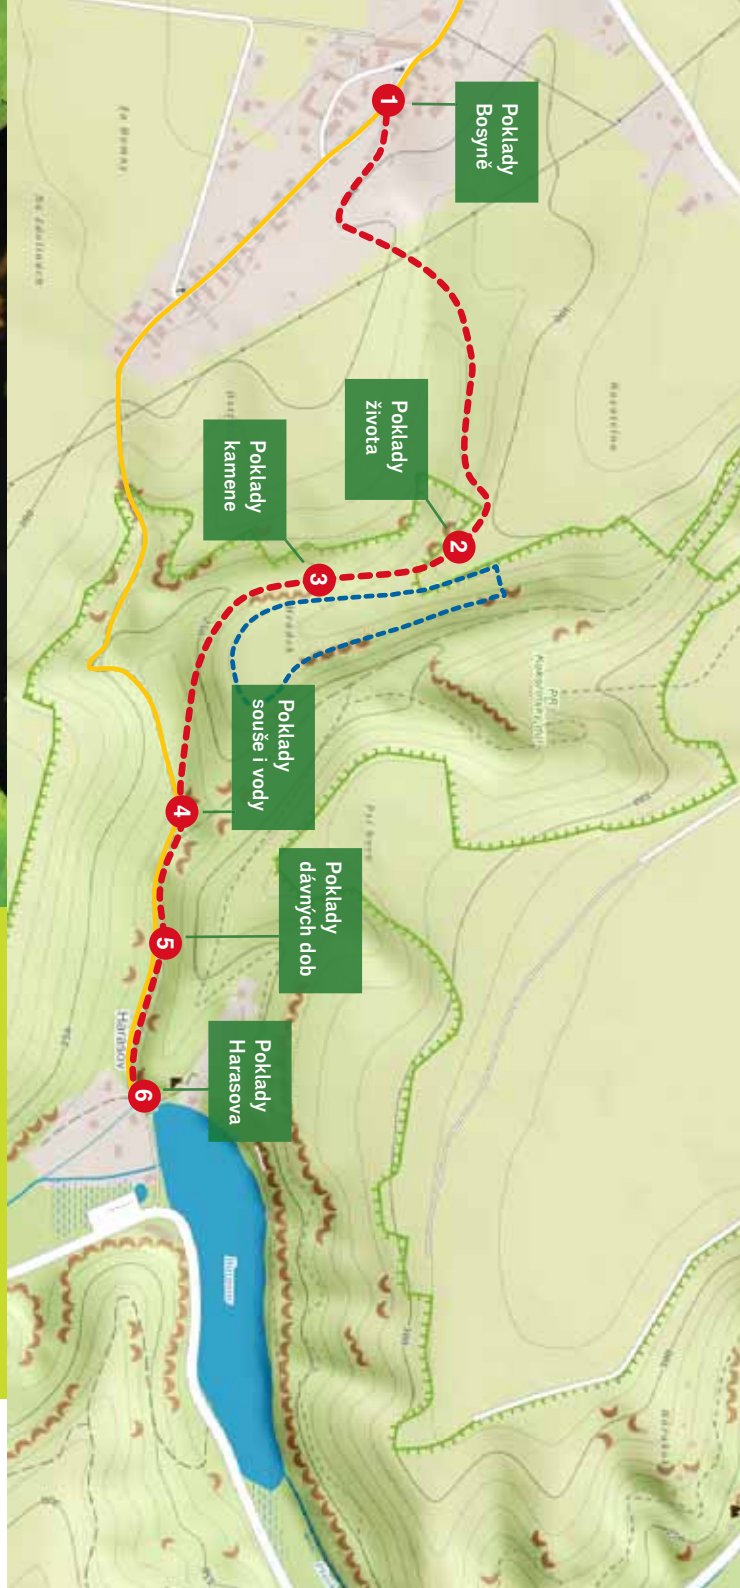 1
Poklady
Bosyně
2
Poklady
života
3
Poklady
kamene
4
Poklady
souše i vody
5
Poklady
dávných dob
6
Poklady
Harasova
Harasov